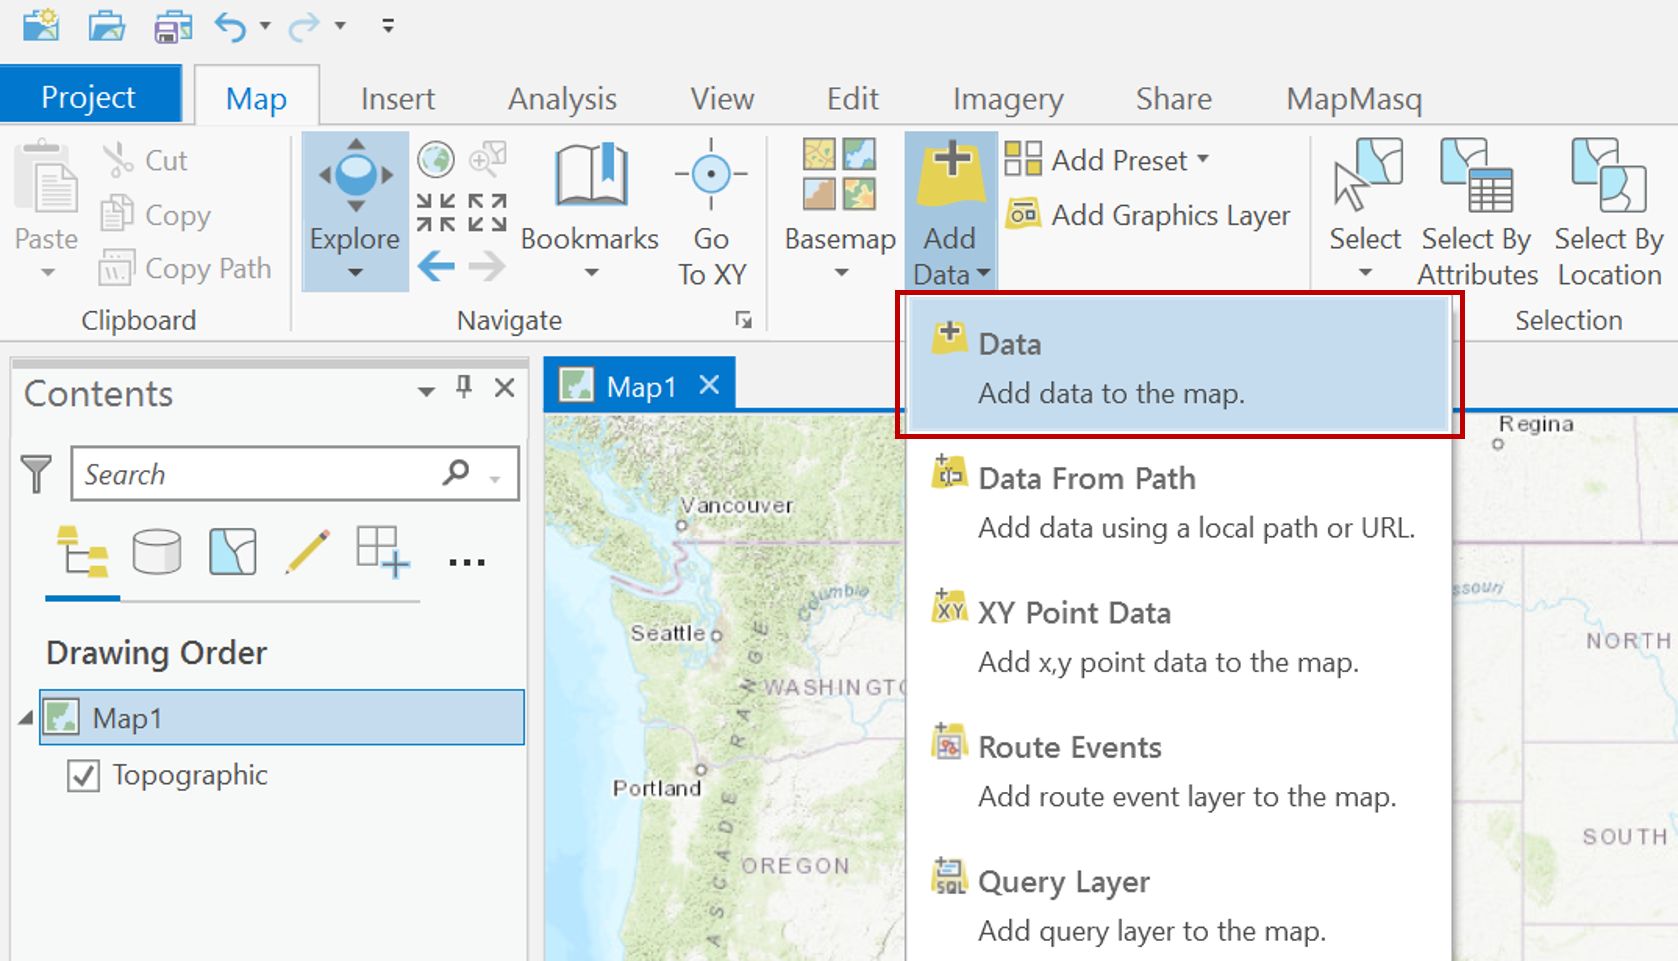 Project
Map
Insert
Analysis
View
Edit
Imagery
Share
MapMasq
Paste
Cut
Copy
Copy Path
Clipboard
Explore
Bookmarks
Go
To XY
Navigate
Basemap
Add
Data
Add Preset
Add Graphics Layer
Select
Select By
Attributes
Select By
Location
Selection
Contents
Search
Drawing Order
Map1
Topographic
Map1
Data
Add data to the map.
Data From Path
Add data using a local path or URL.
XY
XY Point Data
Add x,y point data to the map.
Route Events
Add route event layer to the map.
SQL
Query Layer
Add query layer to the map.
Regina
Vancouver
Columbia
Seattle
WASHINGTO
Portland
OREGON
ASCADE RANGE
ssouri
NORTH
SOUTH